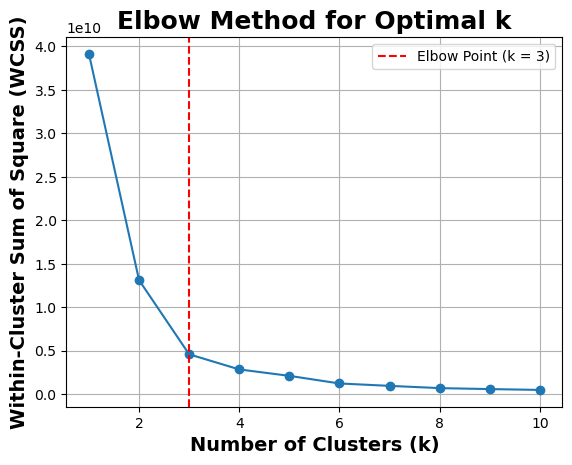 Elbow Method for Optimal k
1e10
Elbow Point (k = 3)
Within-Cluster Sum of Square (WCSS)
4.0
3.5
3.0
2.5
2.0
1.5
1.0
0.5
0.0
2 4 6 8 10
Number of Clusters (k)